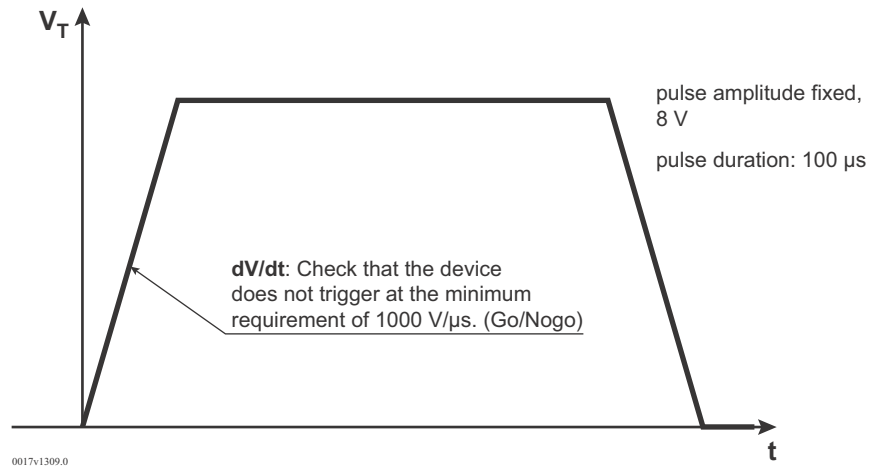 V_T
pulse amplitude fixed,
8 V
pulse duration: 100 µs
dV/dt: Check that the device
does not trigger at the minimum
requirement of 1000 V/µs. (Go/Nogo)
t
0017v1309.0